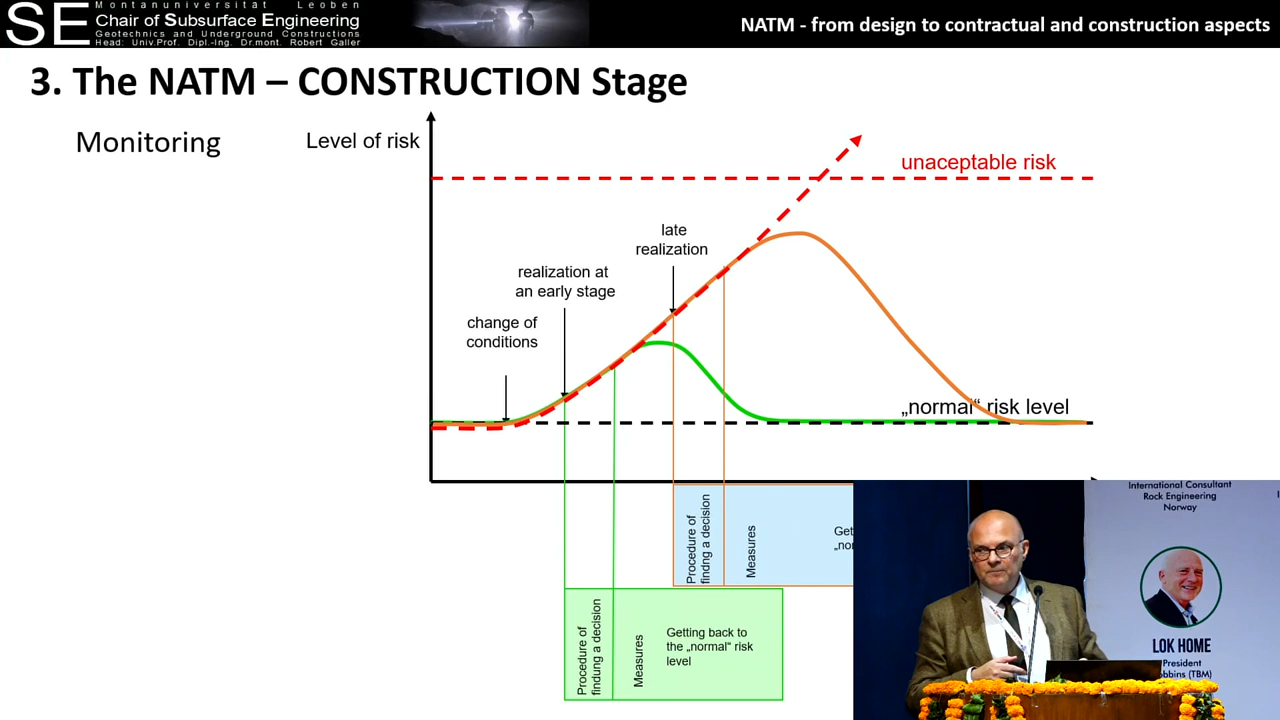 SE
Montanuniversität Leoben
Chair of Subsurface Engineering
Geotechnics and Underground Constructions
Head: Univ.Prof. Dipl.-Ing. Dr.mont. Robert Galler
NATM - from design to contractual and construction aspects
3. The NATM – CONSTRUCTION Stage
Monitoring
Level of risk
unaceptable risk
late
realization
realization at
an early stage
change of
conditions
„normal“ risk level
Procedure of
findng a decision
Measures
Get
„nor
Procedure of
findung a decision
Measures
Getting back to
the „normal“ risk
level
International Consultant
Rock Engineering
Norway
LOK HOME
President
obbins (TBM)